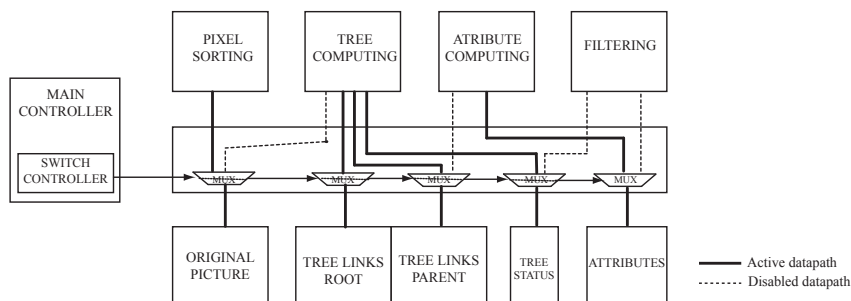 PIXEL
SORTING
TREE
COMPUTING
ATRIBUTE
COMPUTING
FILTERING
MAIN
CONTROLLER
SWITCH
CONTROLLER
MUX
MUX
MUX
MUX
MUX
ORIGINAL
PICTURE
TREE LINKS
ROOT
TREE LINKS
PARENT
TREE
STATUS
ATTRIBUTES
Active datapath
Disabled datapath